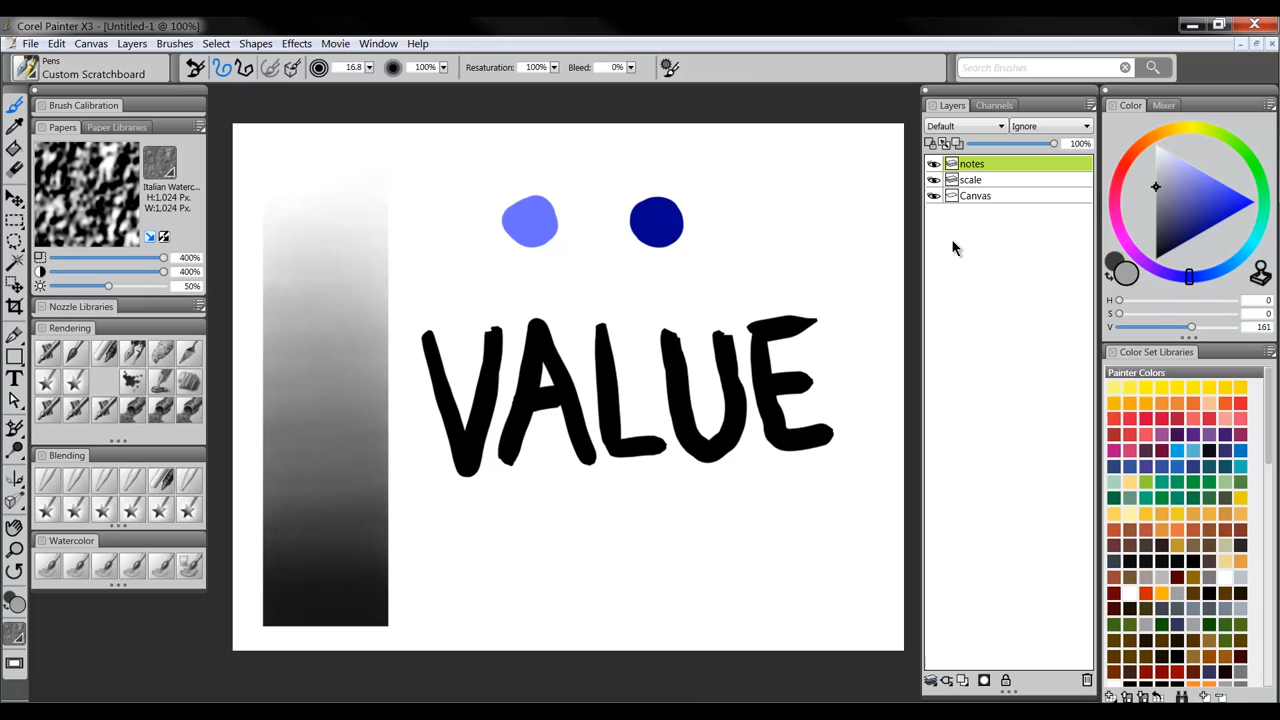 Corel Painter X3 - [Untitled-1 @ 100%]
File Edit Canvas Layers Brushes Select Shapes Effects Movie Window Help
Pens
Custom Scratchboard
16.8
100%
Resaturation: 100%
Bleed: 0%
Search Brushes
Brush Calibration
Papers Paper Libraries
Italian Waterc...
H:1,024 Pixel
W:1,024 Pixel
400%
400%
50%
Nozzle Libraries
Rendering
Blending
Watercolor
VALUE
Layers Channels
Default Ignore
100%
notes
scale
Canvas
Color Mixer
H 0
S 0
V 161
Color Set Libraries
Painter Colors